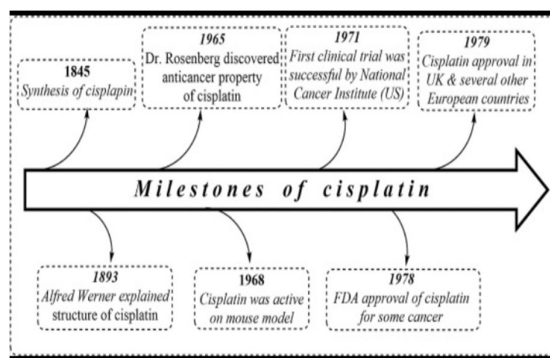 1845
Synthesis of cisplapin
1965
Dr. Rosenberg discovered
anticancer property
of cisplatin
1971
First clinical trial was
successful by National
Cancer Institute (US)
1979
Cisplatin approval in
UK & several other
European countries
Milestones of cisplatin
1893
Alfred Werner explained
structure of cisplatin
1968
Cisplatin was active
on mouse model
1978
FDA approval of cisplatin
for some cancer